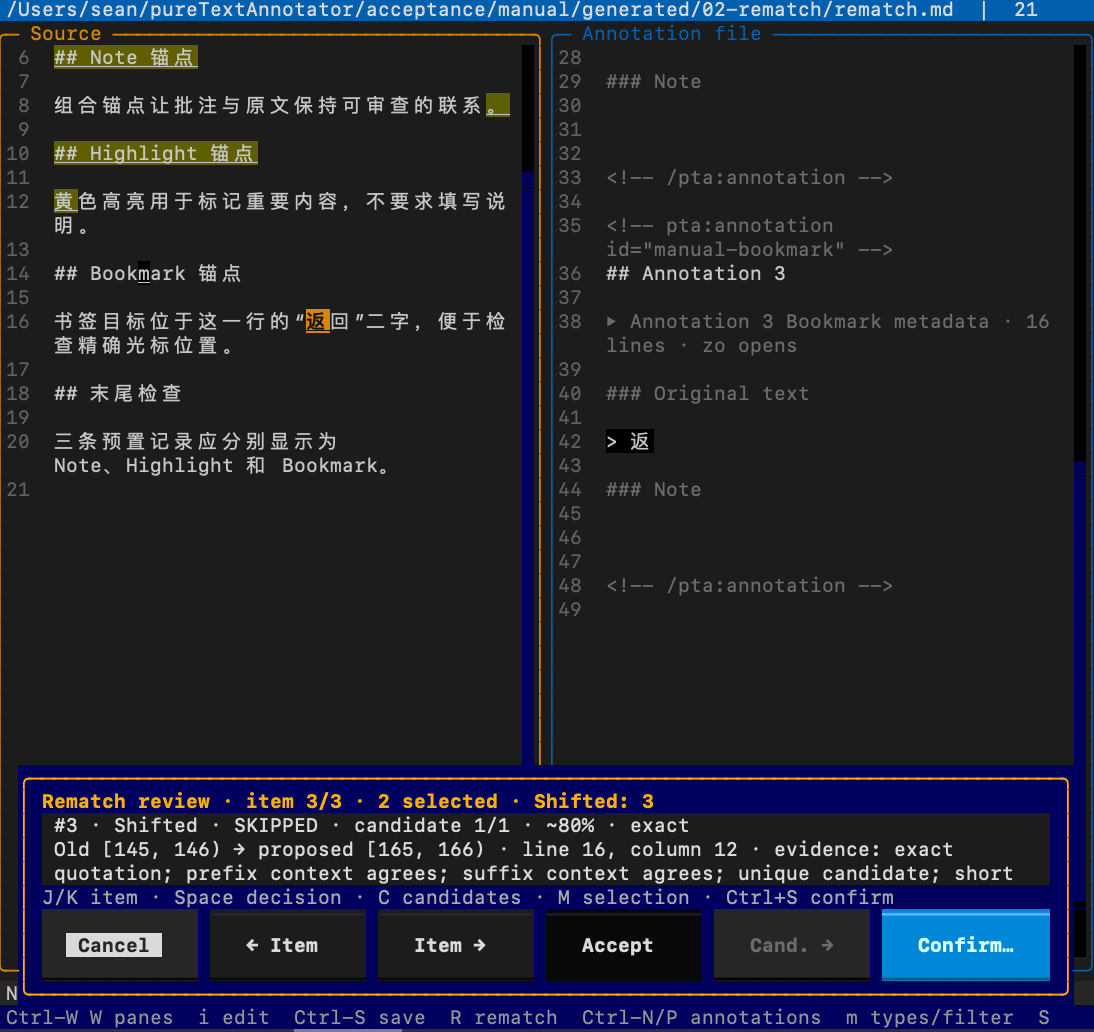 /Users/sean/pureTextAnnotator/acceptance/manual/generated/02-rematch/rematch.md | 21
Source
6 ## Note 锚点
7
8 组合锚点让批注与原文保持可审查的联系。
9
10 ## Highlight 锚点
11
12 黄色高亮用于标记重要内容，不要求填写说
明。
13
14 ## Bookmark 锚点
15
16 书签目标位于这一行的“返回”二字，便于检
查精确光标位置。
17
18 ## 末尾检查
19
20 三条预置记录应分别显示为
Note、Highlight 和 Bookmark。
21
Annotation file
28
29 ### Note
30
31
32
33 <!-- /pta:annotation -->
34
35 <!-- pta:annotation
id="manual-bookmark" -->
36 ## Annotation 3
37
38 ▶ Annotation 3 Bookmark metadata · 16
lines · zo opens
39
40 ### Original text
41
42 > 返
43
44 ### Note
45
46
47
48 <!-- /pta:annotation -->
49
Rematch review · item 3/3 · 2 selected · Shifted: 3
#3 · Shifted · SKIPPED · candidate 1/1 · ~80% · exact
Old [145, 146) → proposed [165, 166) · line 16, column 12 · evidence: exact
quotation; prefix context agrees; suffix context agrees; unique candidate; short
J/K item · Space decision · C candidates · M selection · Ctrl+S confirm
Cancel
← Item
Item →
Accept
Cand. →
Confirm…
N
Ctrl-W W panes i edit Ctrl-S save R rematch Ctrl-N/P annotations m types/filter S